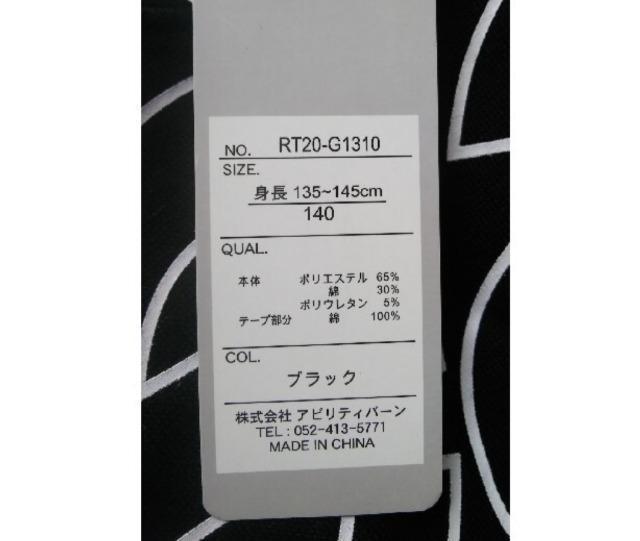 NO. RT20-G1310
SIZE.
身長 135~145cm
140
QUAL.
本体 ポリエステル 65%
綿 30%
ポリウレタン 5%
テープ部分 綿 100%
COL.
ブラック
株式会社 アビリティバーン
TEL : 052-413-5771
MADE IN CHINA